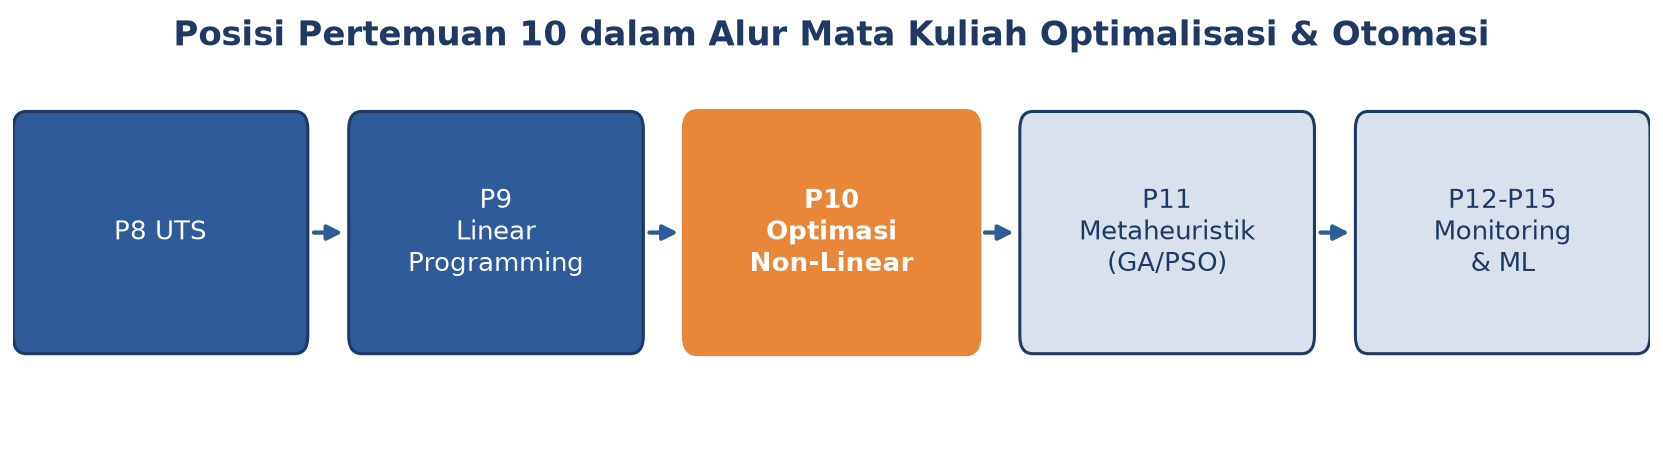 Posisi Pertemuan 10 dalam Alur Mata Kuliah Optimalisasi & Otomasi
P8 UTS
P9
Linear
Programming
P10
Optimasi
Non-Linear
P11
Metaheuristik
(GA/PSO)
P12-P15
Monitoring
& ML